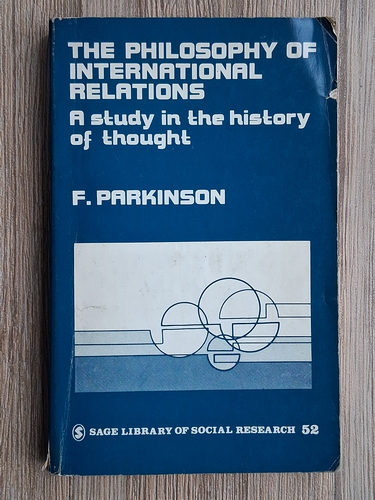 THE PHILOSOPHY OF
INTERNATIONAL
RELATIONS
A study in the history
of thought
F. PARKINSON
S SAGE LIBRARY OF SOCIAL RESEARCH 52